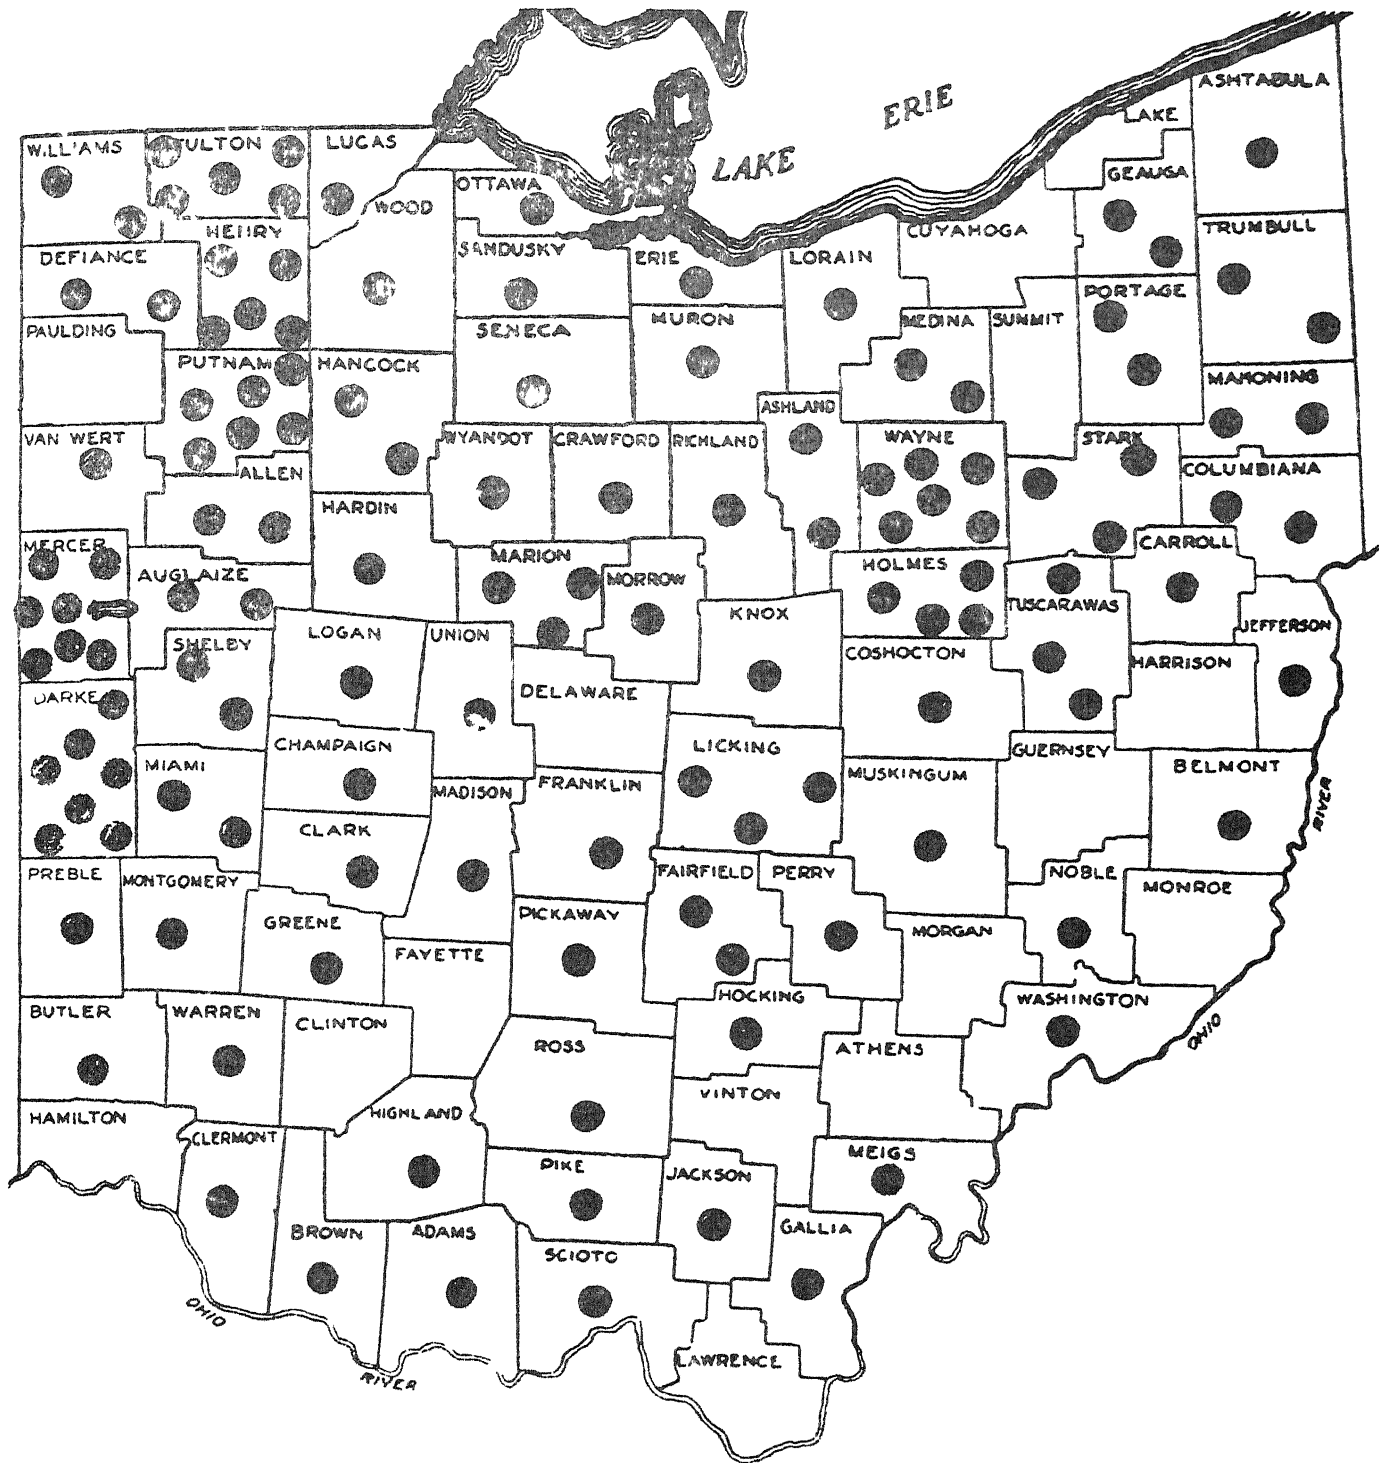 ASHTABULA
ERIE
LAKE
WILL'AMS
FULTON
LUCAS
LAKE
GEAUGA
OTTAWA
WOOD
HENRY
CUYAHOGA
TRUMBULL
DEFIANCE
SANDUSKY
ERIE
LORAIN
PORTAGE
PAULDING
SENECA
MURON
MEDINA
SUMMIT
PUTNAM
HANCOCK
MAHONING
ASHLAND
VAN WERT
WYANDOT
CRAWFORD
RICHLAND
WAYNE
STARK
ALLEN
COLUMBIANA
HARDIN
MERCER
MARION
CARROLL
AUGLAIZE
MORROW
HOLMES
TUSCARAWAS
LOGAN
UNION
KNOX
JEFFERSON
SHELBY
COSHOCTON
HARRISON
DARKE
DELAWARE
CHAMPAIGN
LICKING
GUERNSEY
MIAMI
FRANKLIN
MUSKINGUM
BELMONT
MADISON
RIVER
CLARK
PREBLE
MONTGOMERY
FAIRFIELD
PERRY
NOBLE
MONROE
GREENE
PICKAWAY
MORGAN
FAYETTE
HOCKING
WASHINGTON
BUTLER
WARREN
CLINTON
OHIO
ROSS
ATHENS
VINTON
HAMILTON
HIGHLAND
CLERMONT
MEIGS
PIKE
JACKSON
BROWN
ADAMS
GALLIA
SCIOTO
OHIO
LAWRENCE
RIVER